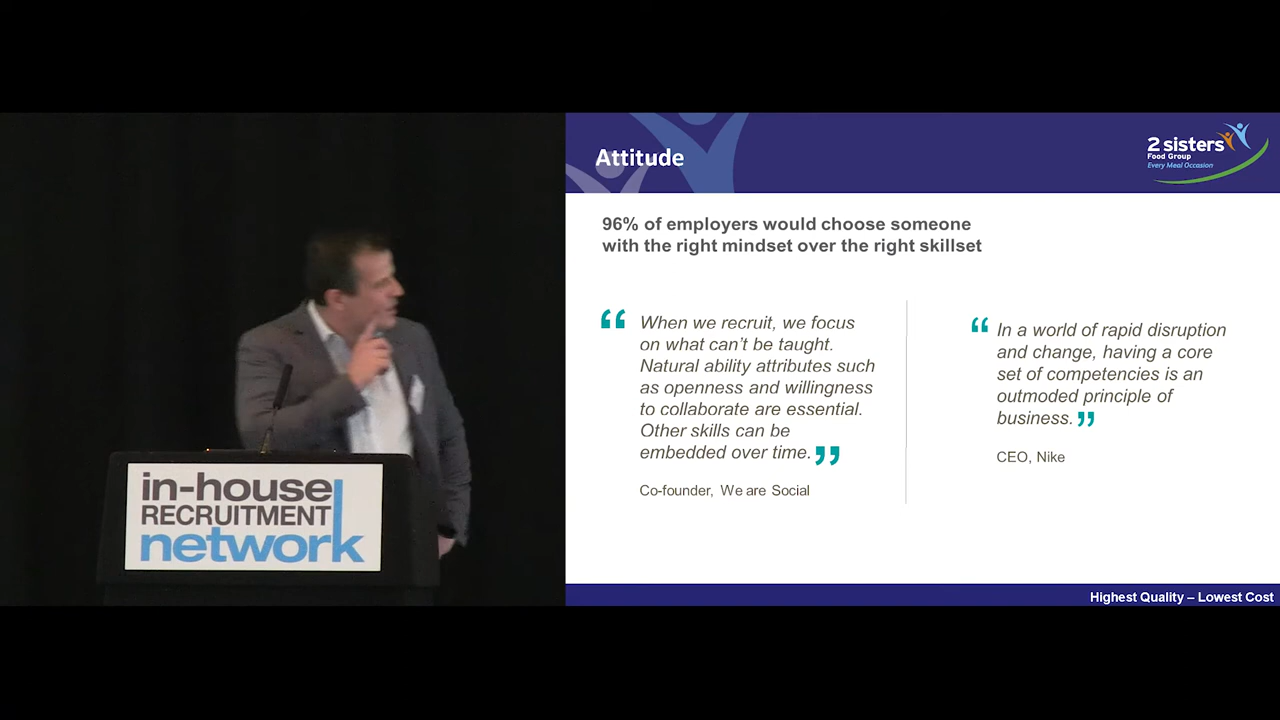 in-house
RECRUITMENT
network
Attitude
2 sisters
Food Group
Every Meal Occasion
96% of employers would choose someone
with the right mindset over the right skillset
“ When we recruit, we focus
on what can’t be taught.
Natural ability attributes such
as openness and willingness
to collaborate are essential.
Other skills can be
embedded over time. ”
Co-founder, We are Social
“ In a world of rapid disruption
and change, having a core
set of competencies is an
outmoded principle of
business. ”
CEO, Nike
Highest Quality – Lowest Cost